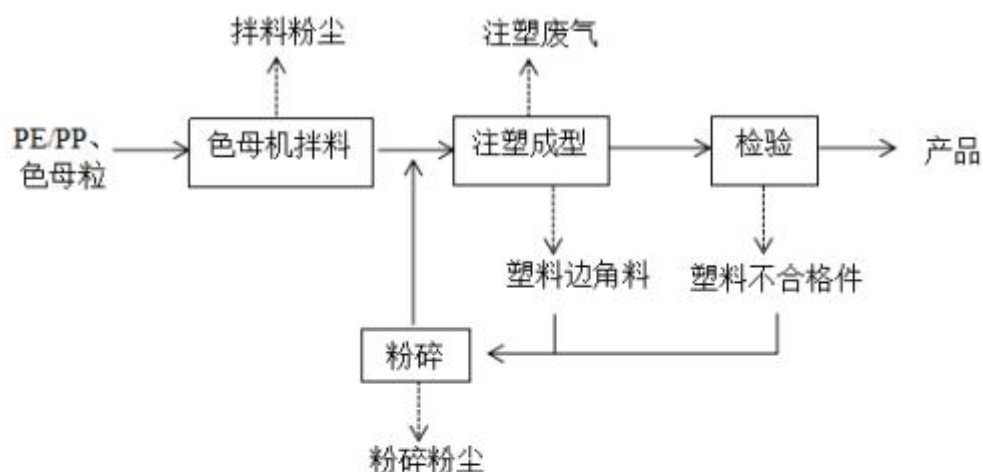 拌料粉尘
注塑废气
PE/PP、
色母粒
色母机拌料
注塑成型
检验
产品
塑料边角料
塑料不合格件
粉碎
粉碎粉尘